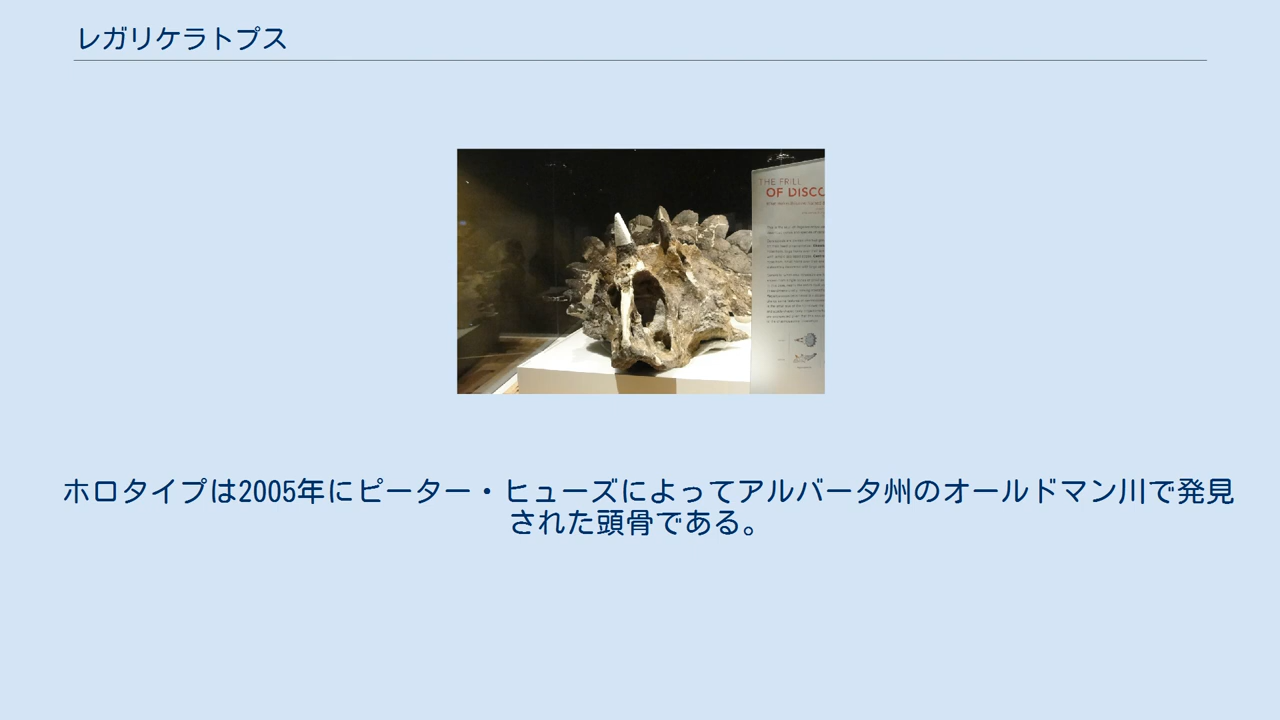 レガリケラトプス
THE FRILL
OF DISCO
ホロタイプは2005年にピーター・ヒューズによってアルバータ州のオールドマン川で発見
された頭骨である。